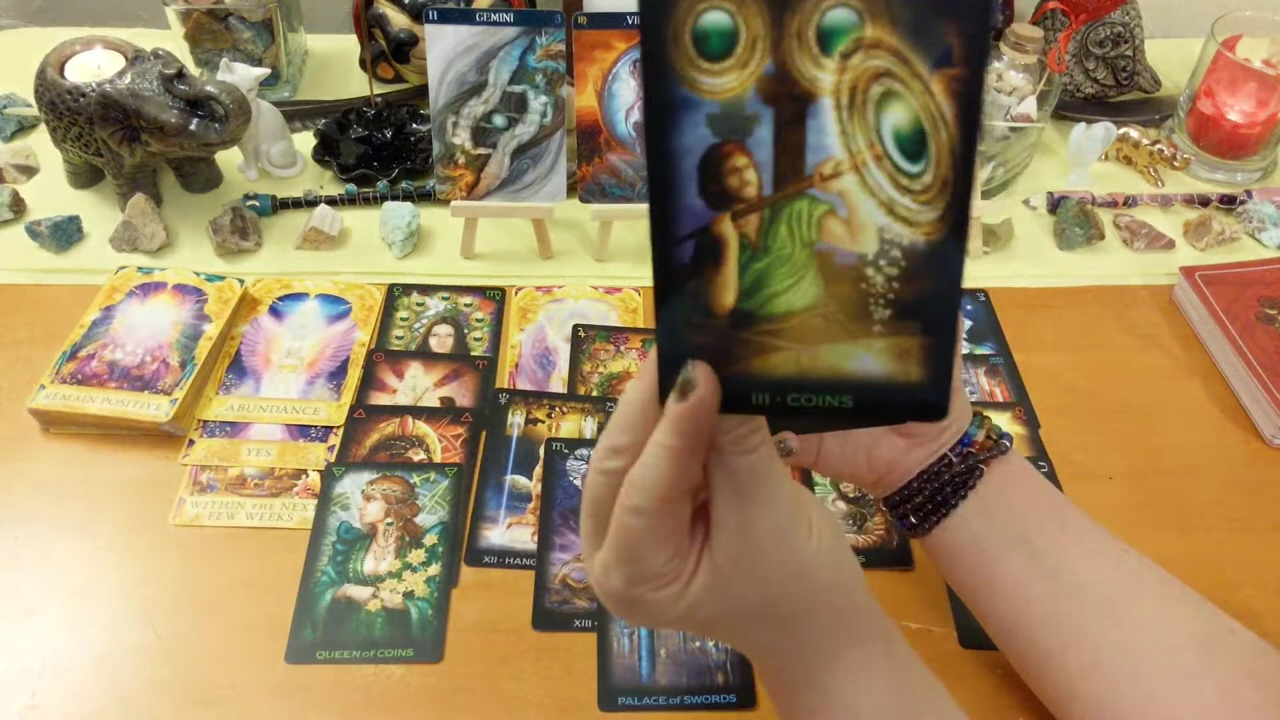 11 GEMINI 3
VII
III · COINS
REMAIN POSITIVE
ABUNDANCE
YES
WITHIN THE NEXT
FEW WEEKS
XII · HANG
XIII ·
QUEEN of COINS
PALACE of SWORDS